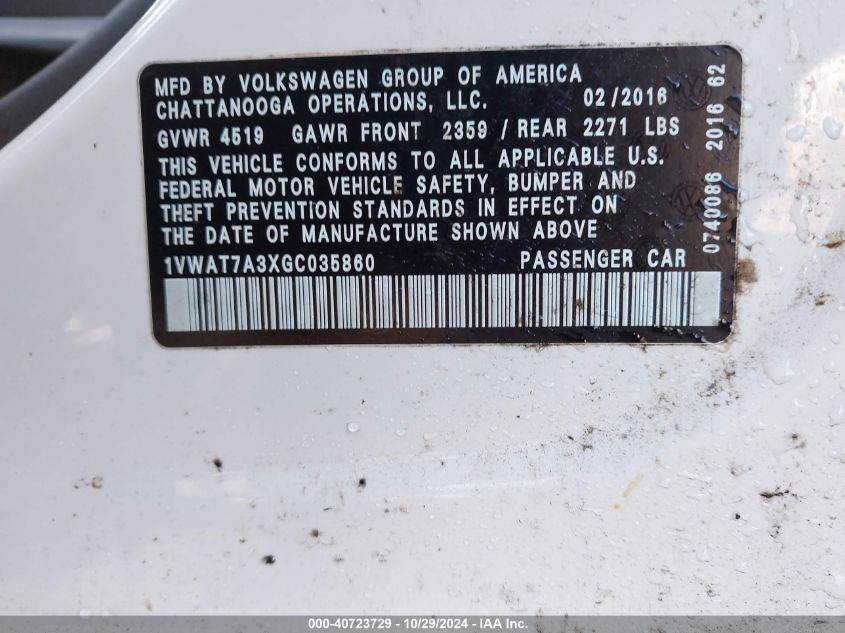 MFD BY VOLKSWAGEN GROUP OF AMERICA
CHATTANOOGA OPERATIONS, LLC. 02/2016
GVWR 4519 GAWR FRONT 2359 / REAR 2271 LBS
THIS VEHICLE CONFORMS TO ALL APPLICABLE U.S.
FEDERAL MOTOR VEHICLE SAFETY, BUMPER AND
THEFT PREVENTION STANDARDS IN EFFECT ON
THE DATE OF MANUFACTURE SHOWN ABOVE
1VWAT7A3XGC035860 PASSENGER CAR
0740086 2016 62
000-40723729 - 10/29/2024 - IAA Inc.